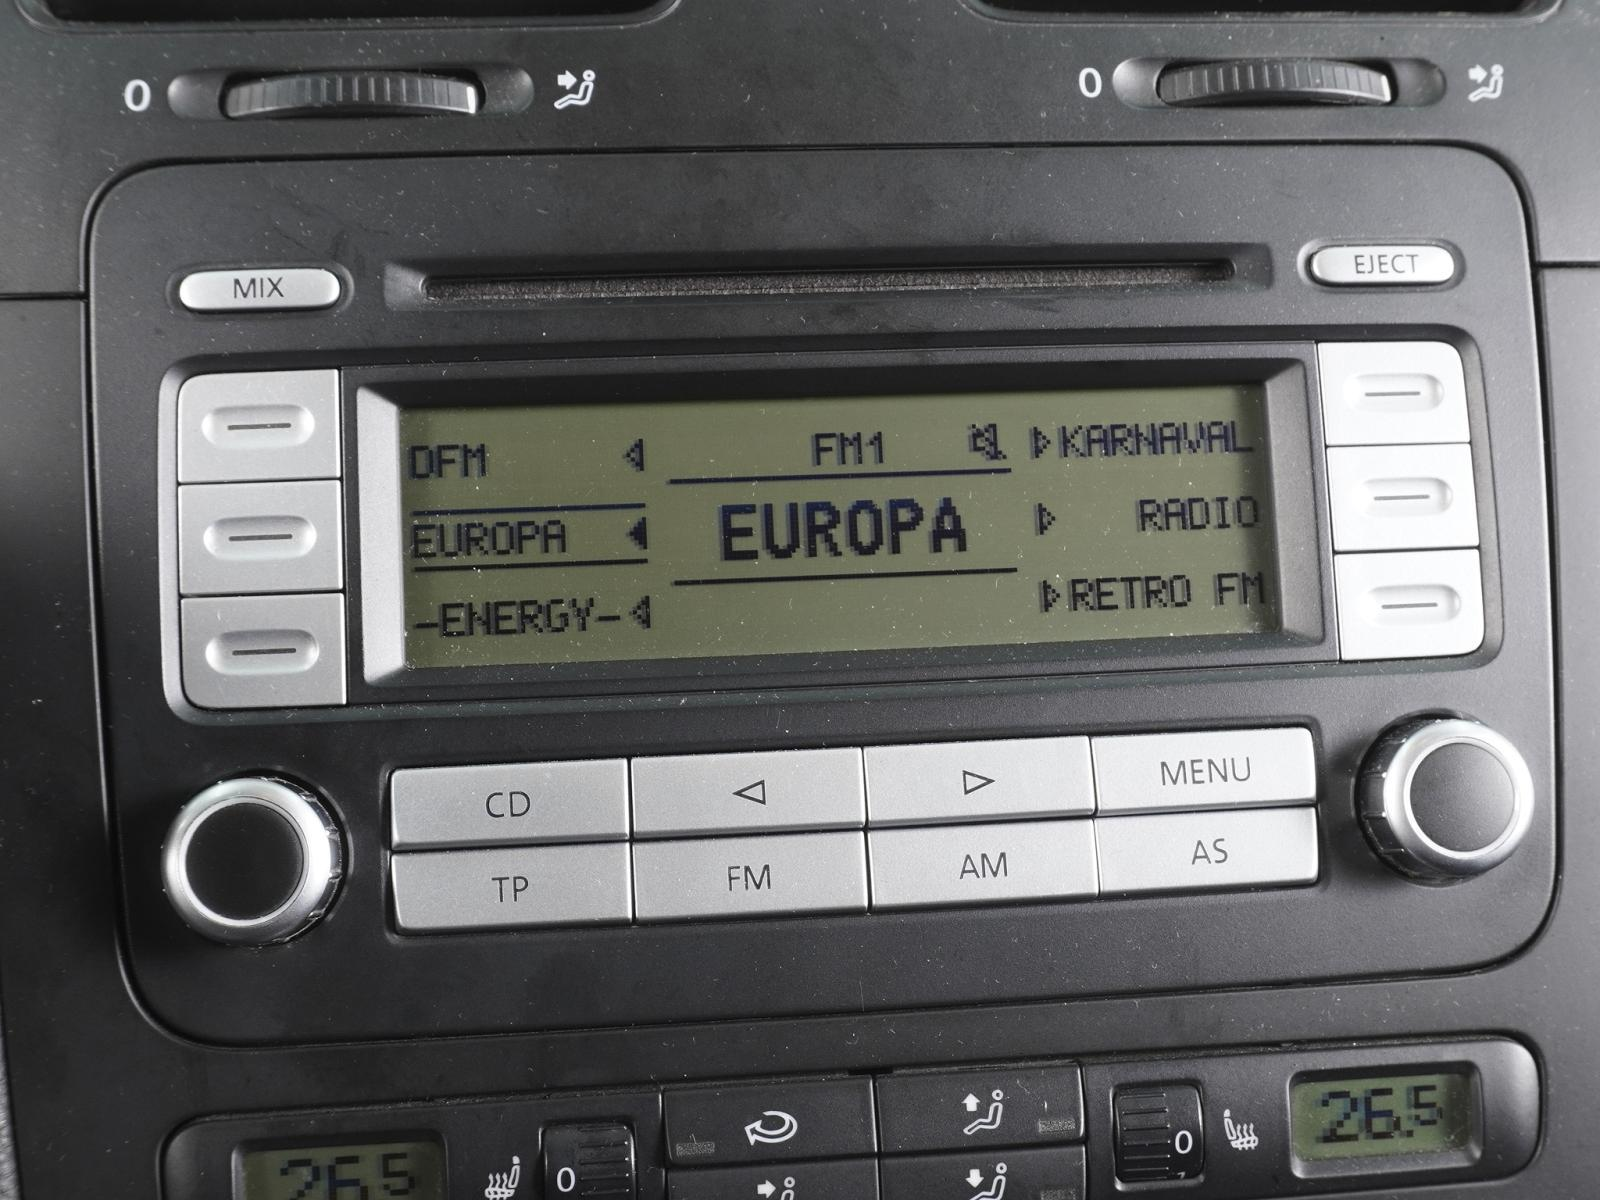 0 0
MIX EJECT
DFM FM1 KARNAVAL
EUROPA EUROPA RADIO
-ENERGY- RETRO FM
CD MENU
TP FM AM AS
0 26.5
26.5 0